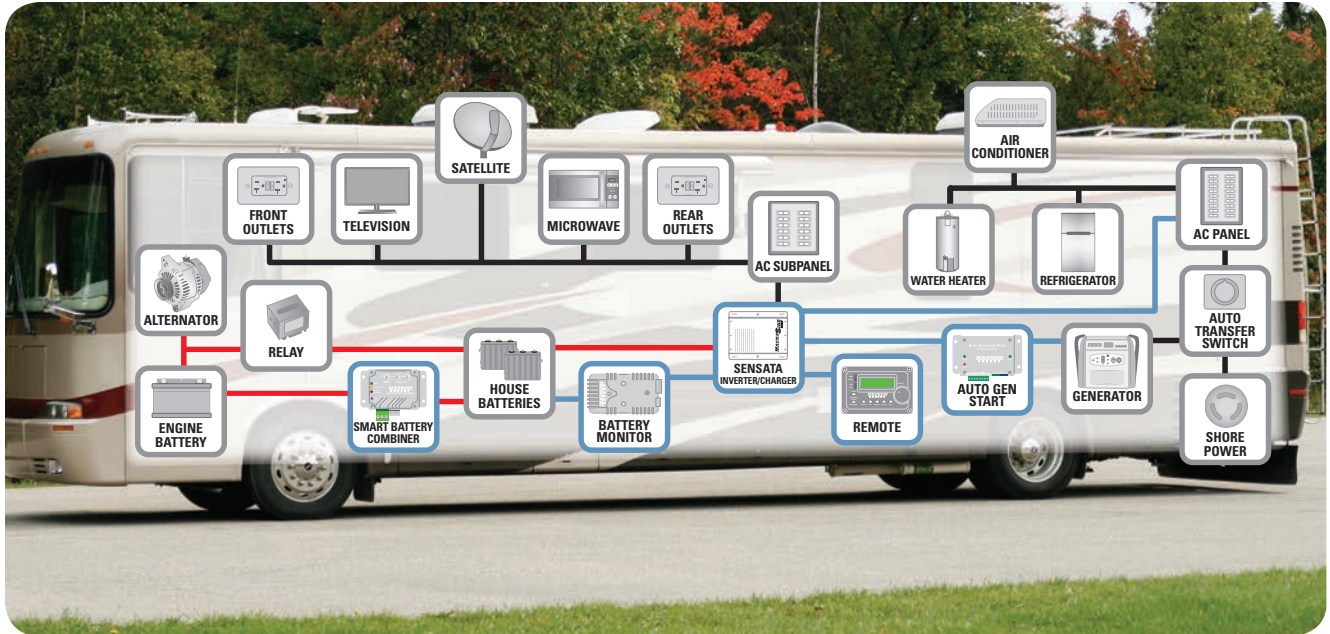 SATELLITE
AIR
CONDITIONER
FRONT
OUTLETS
TELEVISION
MICROWAVE
REAR
OUTLETS
AC SUBPANEL
WATER HEATER
REFRIGERATOR
AC PANEL
ALTERNATOR
RELAY
HOUSE
BATTERIES
SENSATA
INVERTER/CHARGER
AUTO GEN
START
GENERATOR
AUTO
TRANSFER
SWITCH
ENGINE
BATTERY
SMART BATTERY
COMBINER
BATTERY
MONITOR
REMOTE
SHORE
POWER